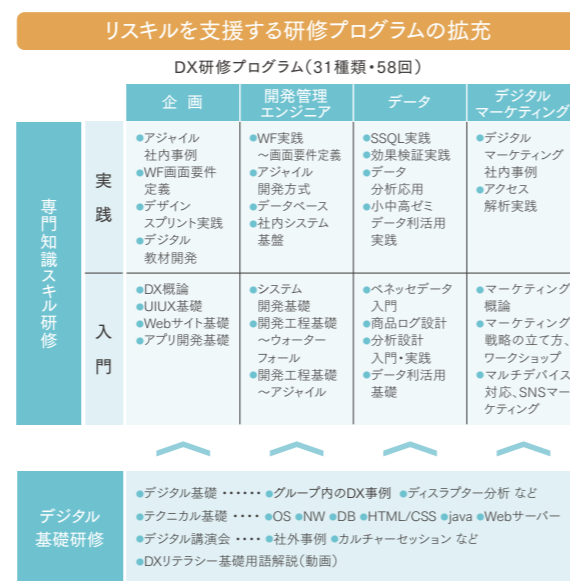 リスキルを支援する研修プログラムの拡充
DX研修プログラム（31種類・58回）
企 画
開発管理
エンジニア
データ
デジタル
マーケティング
専門知識スキル研修
実践
●アジャイル
社内事例
●WF画面要件
定義
●デザイン
スプリント実践
●デジタル
教材開発
●WF実践
～画面要件定義
●アジャイル
開発方式
●データベース
●社内システム
基盤
●SSQL実践
●効果検証実践
●データ
分析応用
●小中高ゼミ
データ利活用
実践
●デジタル
マーケティング
社内事例
●アクセス
解析実践
入門
●DX概論
●UIUX基礎
●Webサイト基礎
●アプリ開発基礎
●システム
開発基礎
●開発工程基礎
～ウォーター
フォール
●開発工程基礎
～アジャイル
●ベネッセデータ
入門
●商品ログ設計
●分析設計
入門・実践
●データ利活用
基礎
●マーケティング
概論
●マーケティング
戦略の立て方、
ワークショップ
●マルチデバイス
対応、SNSマー
ケティング
デジタル
基礎研修
●デジタル基礎 ‥‥‥ ●グループ内のDX事例 ●ディスラプター分析 など
●テクニカル基礎 ‥‥ ●OS ●NW ●DB ●HTML/CSS ●java ●Webサーバー
●デジタル講演会 ‥‥ ●社外事例 ●カルチャーセッション など
●DXリテラシー基礎用語解説（動画）